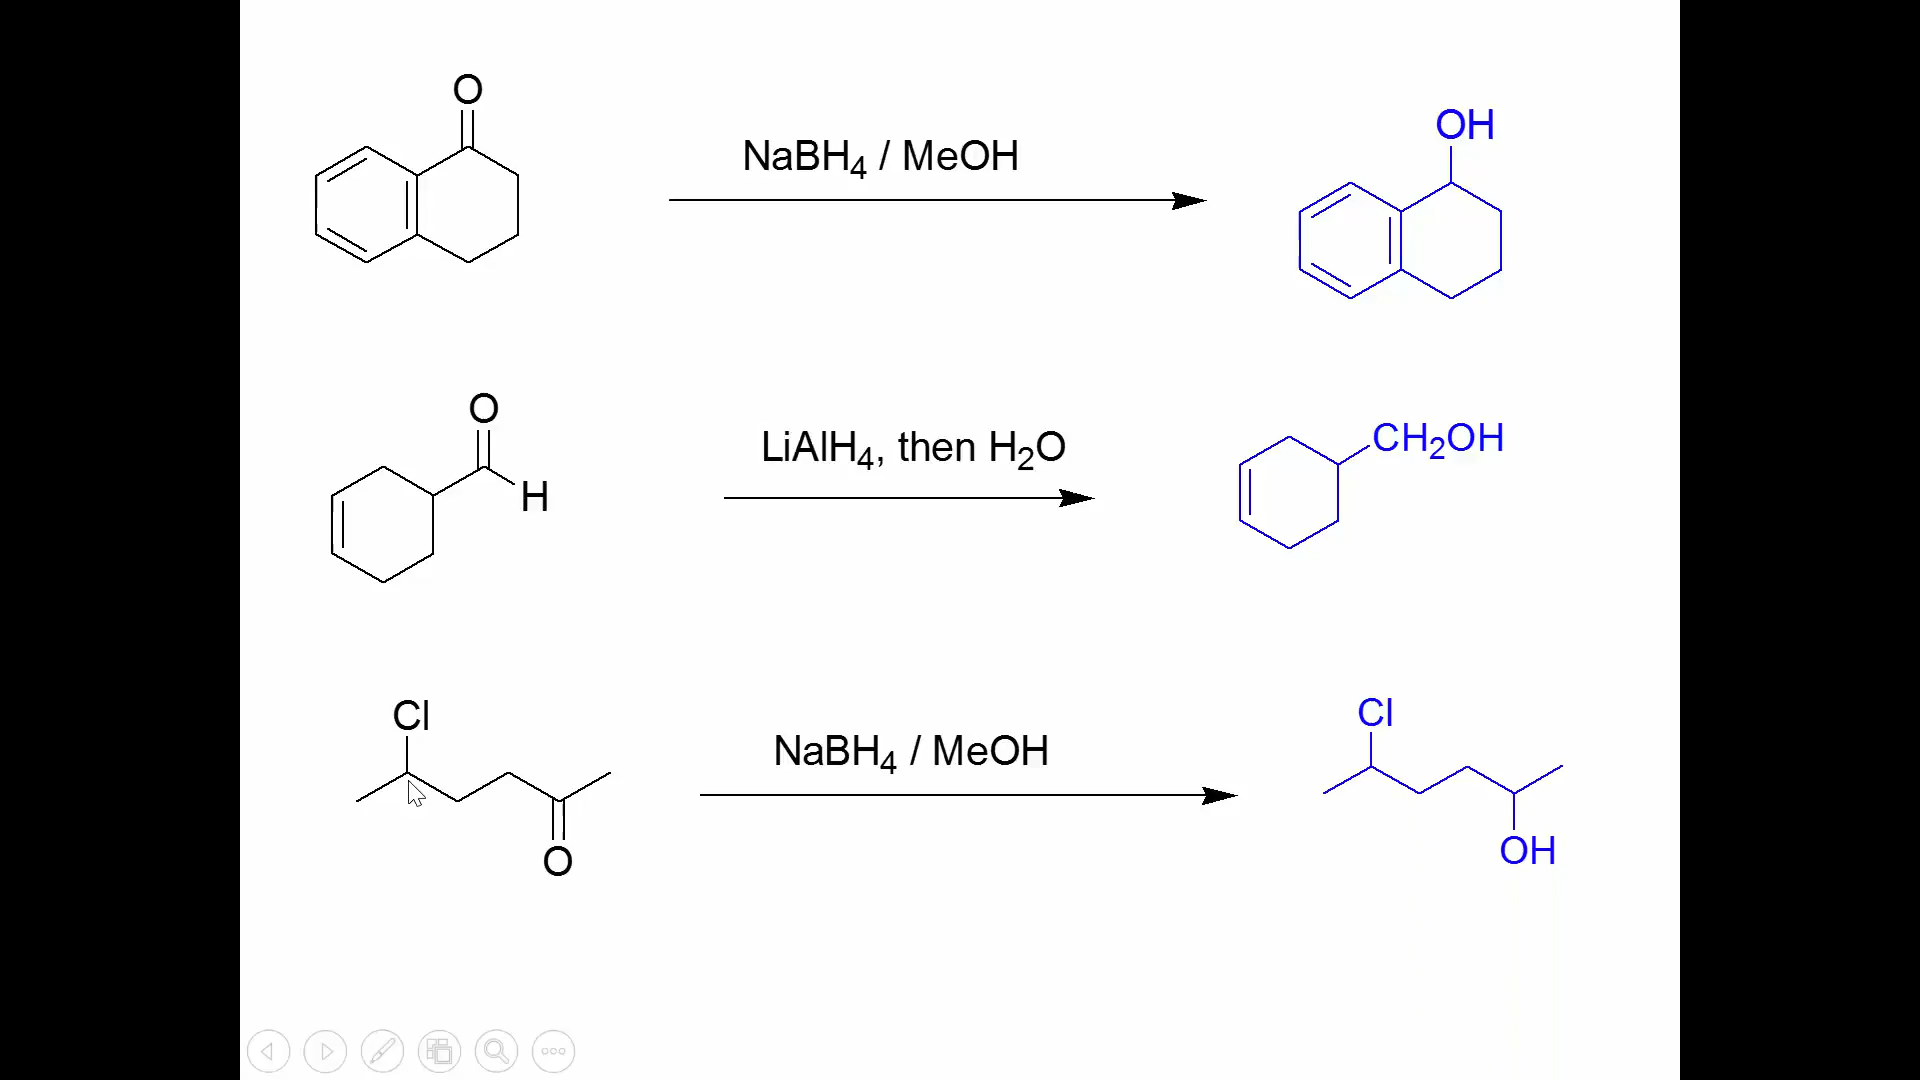 O
NaBH4 / MeOH
OH
O
H
LiAlH4, then H2O
CH2OH
Cl
O
NaBH4 / MeOH
Cl
OH